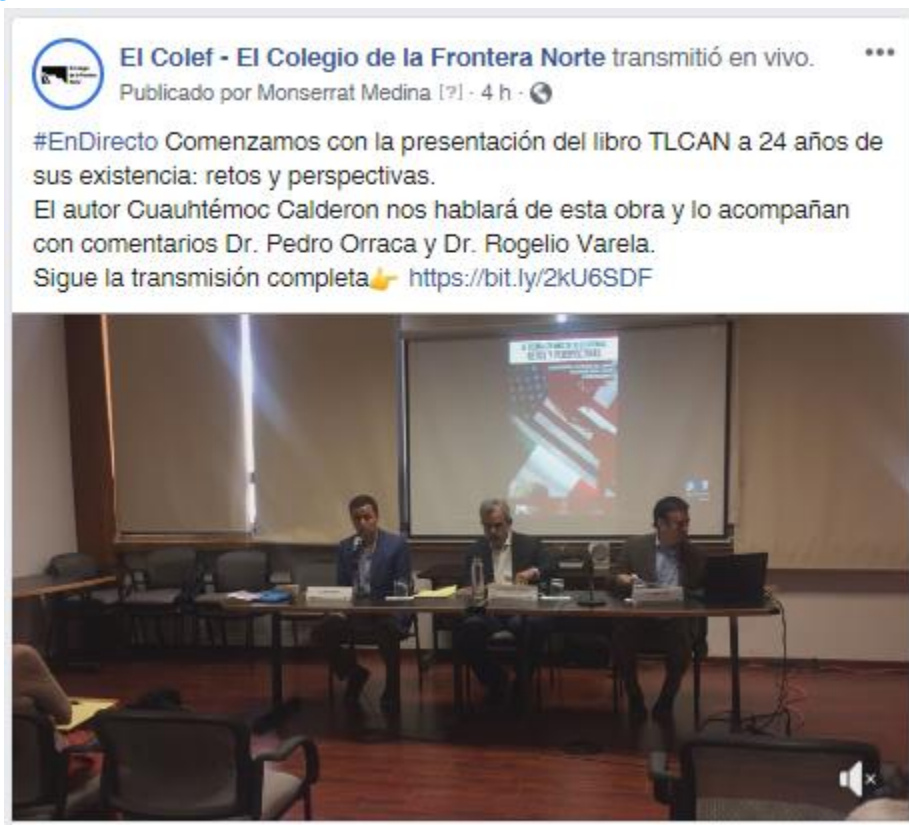 El Colef - El Colegio de la Frontera Norte transmitió en vivo.
Publicado por Monserrat Medina [?] · 4 h ·
#EnDirecto Comenzamos con la presentación del libro TLCAN a 24 años de
sus existencia: retos y perspectivas.
El autor Cuauhtémoc Calderon nos hablará de esta obra y lo acompañan
con comentarios Dr. Pedro Orraca y Dr. Rogelio Varela.
Sigue la transmisión completa👉 https://bit.ly/2kU6SDF
RETOS Y PERSPECTIVAS